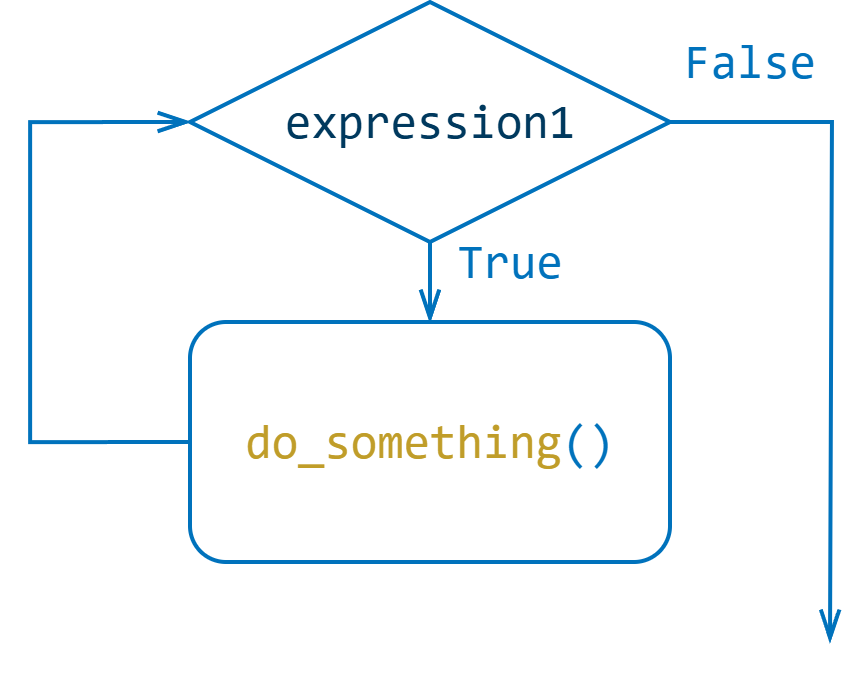 False
expression1
True
do_something()